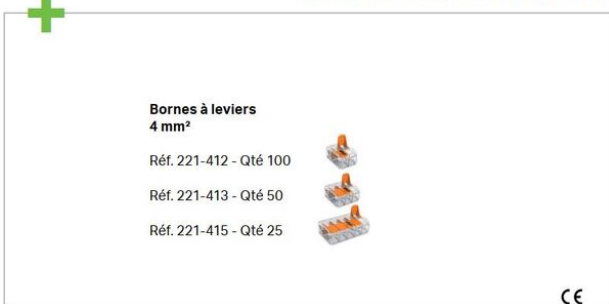 Bornes à leviers
4 mm²
Réf. 221-412 - Qté 100
Réf. 221-413 - Qté 50
Réf. 221-415 - Qté 25
CE